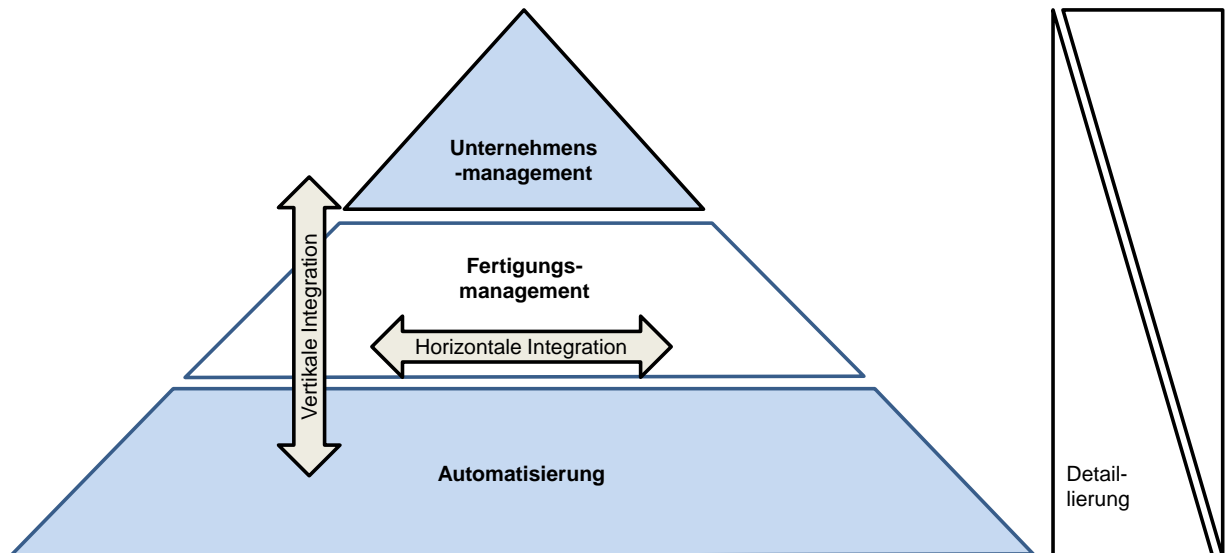 Unternehmens
-management
Fertigungs-
management
Vertikale Integration
Horizontale Integration
Automatisierung
Detail-
lierung